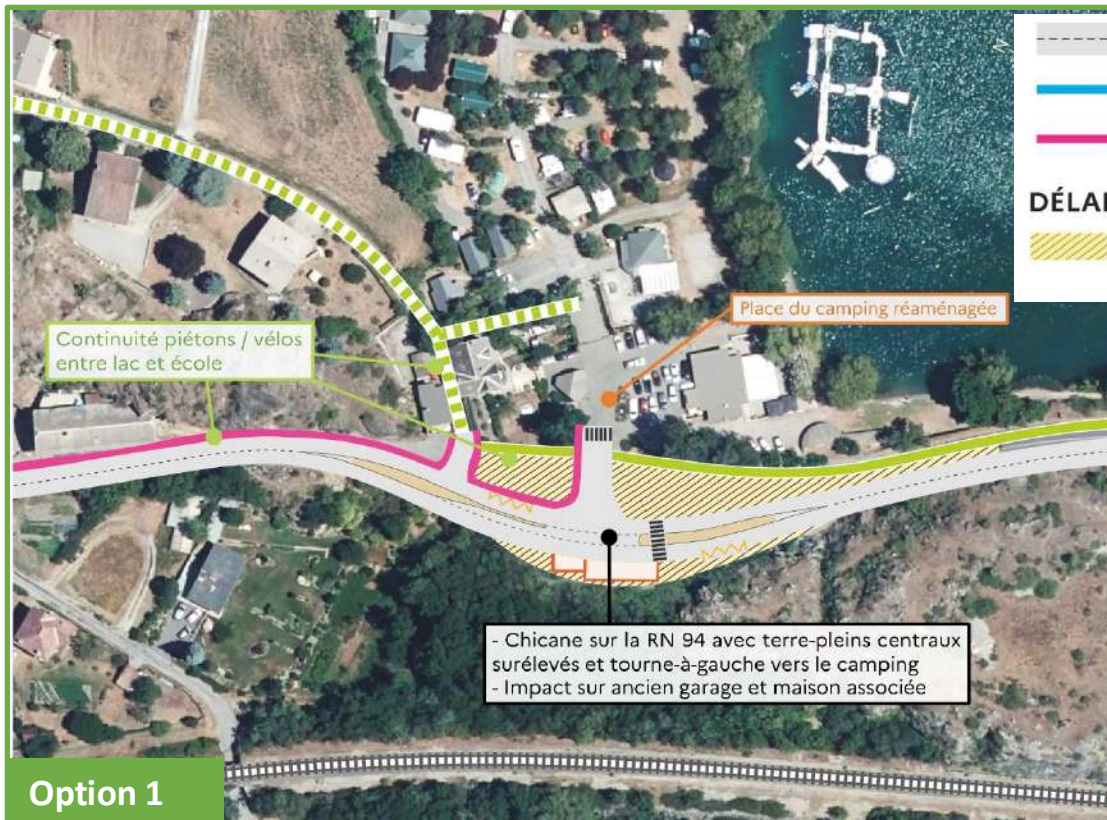 DÉLAI
Place du camping réaménagée
Continuité piétons / vélos
entre lac et école
- Chicane sur la RN 94 avec terre-pleins centraux
surélevés et tourne-à-gauche vers le camping
- Impact sur ancien garage et maison associée
Option 1